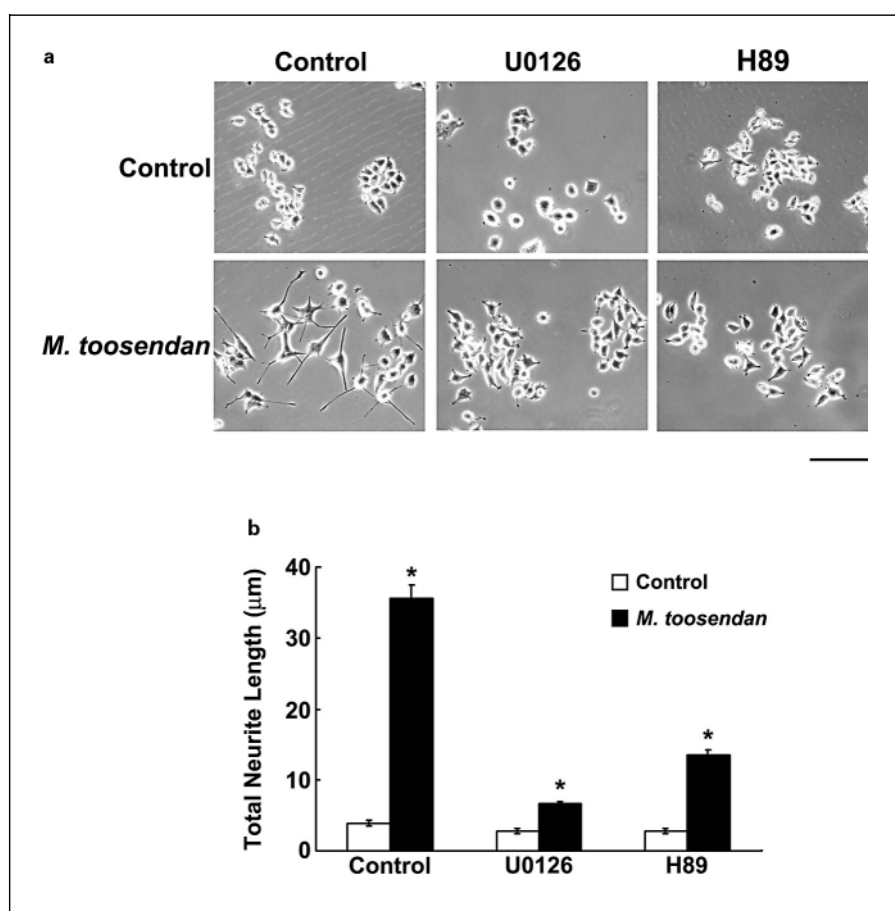 a
Control
U0126
H89
Control
M. toosendan
b
Total Neurite Length (μm)
40
30
20
10
0
*
*
*
Control
M. toosendan
Control
U0126
H89